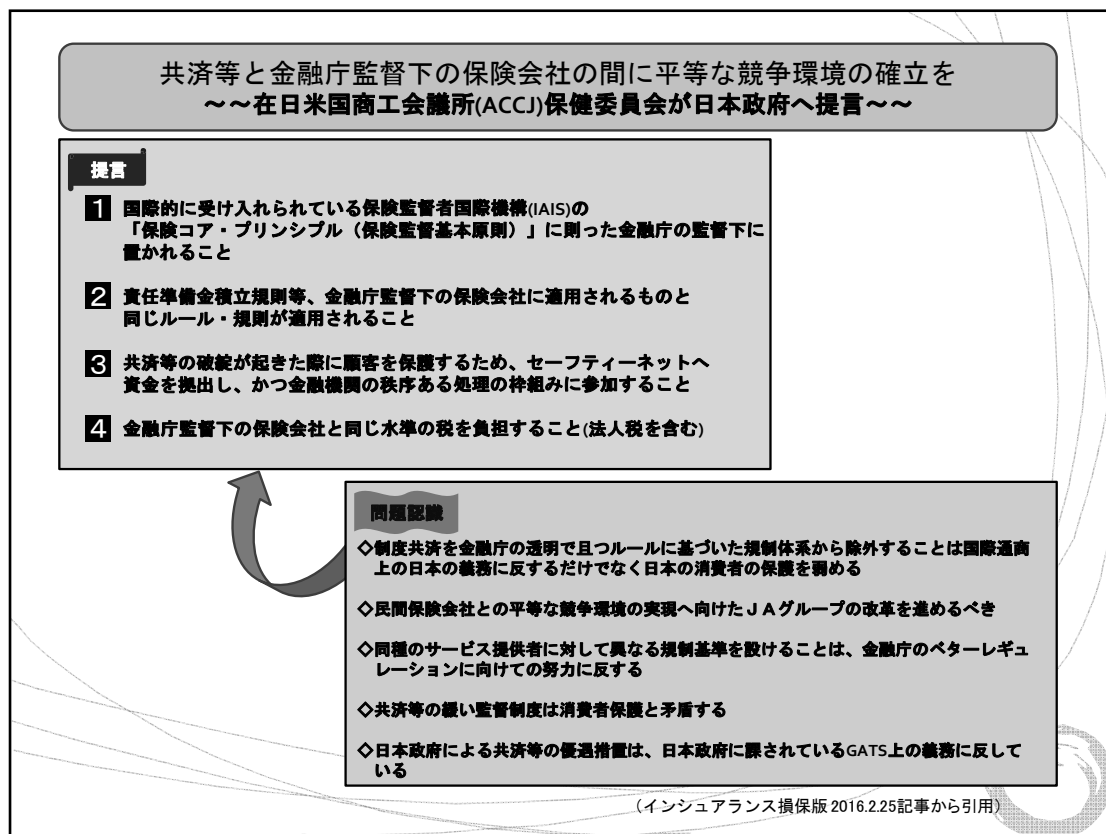 共済等と金融庁監督下の保険会社の間に平等な競争環境の確立を
～～在日米国商工会議所(ACCJ)保健委員会が日本政府へ提言～～
提言
1 国際的に受け入れられている保険監督者国際機構(IAIS)の
「保険コア・プリンシプル（保険監督基本原則）」に則った金融庁の監督下に
置かれること
2 責任準備金積立規則等、金融庁監督下の保険会社に適用されるものと
同じルール・規則が適用されること
3 共済等の破綻が起きた際に顧客を保護するため、セーフティーネットへ
資金を拠出し、かつ金融機関の秩序ある処理の枠組みに参加すること
4 金融庁監督下の保険会社と同じ水準の税を負担すること(法人税を含む)
問題認識
◇制度共済を金融庁の透明で且つルールに基づいた規制体系から除外することは国際通商
上の日本の義務に反するだけでなく日本の消費者の保護を弱める
◇民間保険会社との平等な競争環境の実現へ向けたＪＡグループの改革を進めるべき
◇同種のサービス提供者に対して異なる規制基準を設けることは、金融庁のベターレギュ
レーションに向けての努力に反する
◇共済等の緩い監督制度は消費者保護と矛盾する
◇日本政府による共済等の優遇措置は、日本政府に課されているGATS上の義務に反して
いる
（インシュアランス損保版 2016.2.25記事から引用）